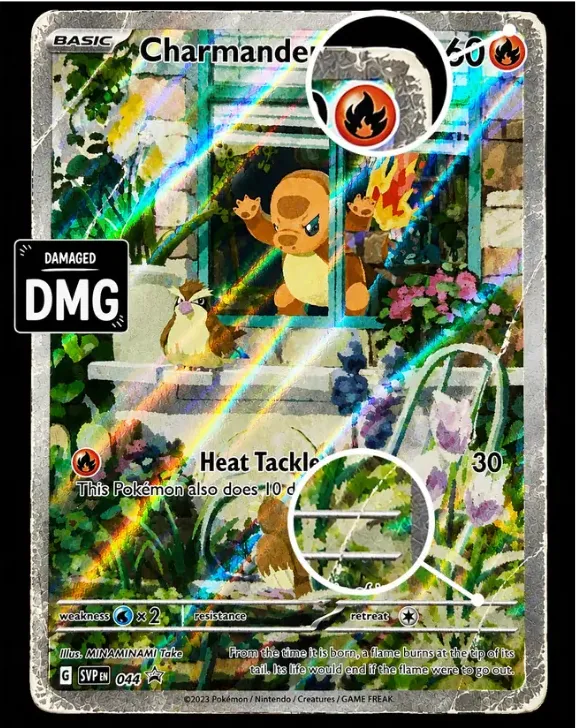 BASIC Charmande 60
DAMAGED
DMG
Heat Tackle 30
This Pokémon also does 10 d
weakness ×2 resistance retreat
Illus. MINAMINAMI Take
From the time it is born, a flame burns at the tip of its
tail. Its life would end if the flame were to go out.
G SVP EN 044
©2023 Pokémon / Nintendo / Creatures / GAME FREAK